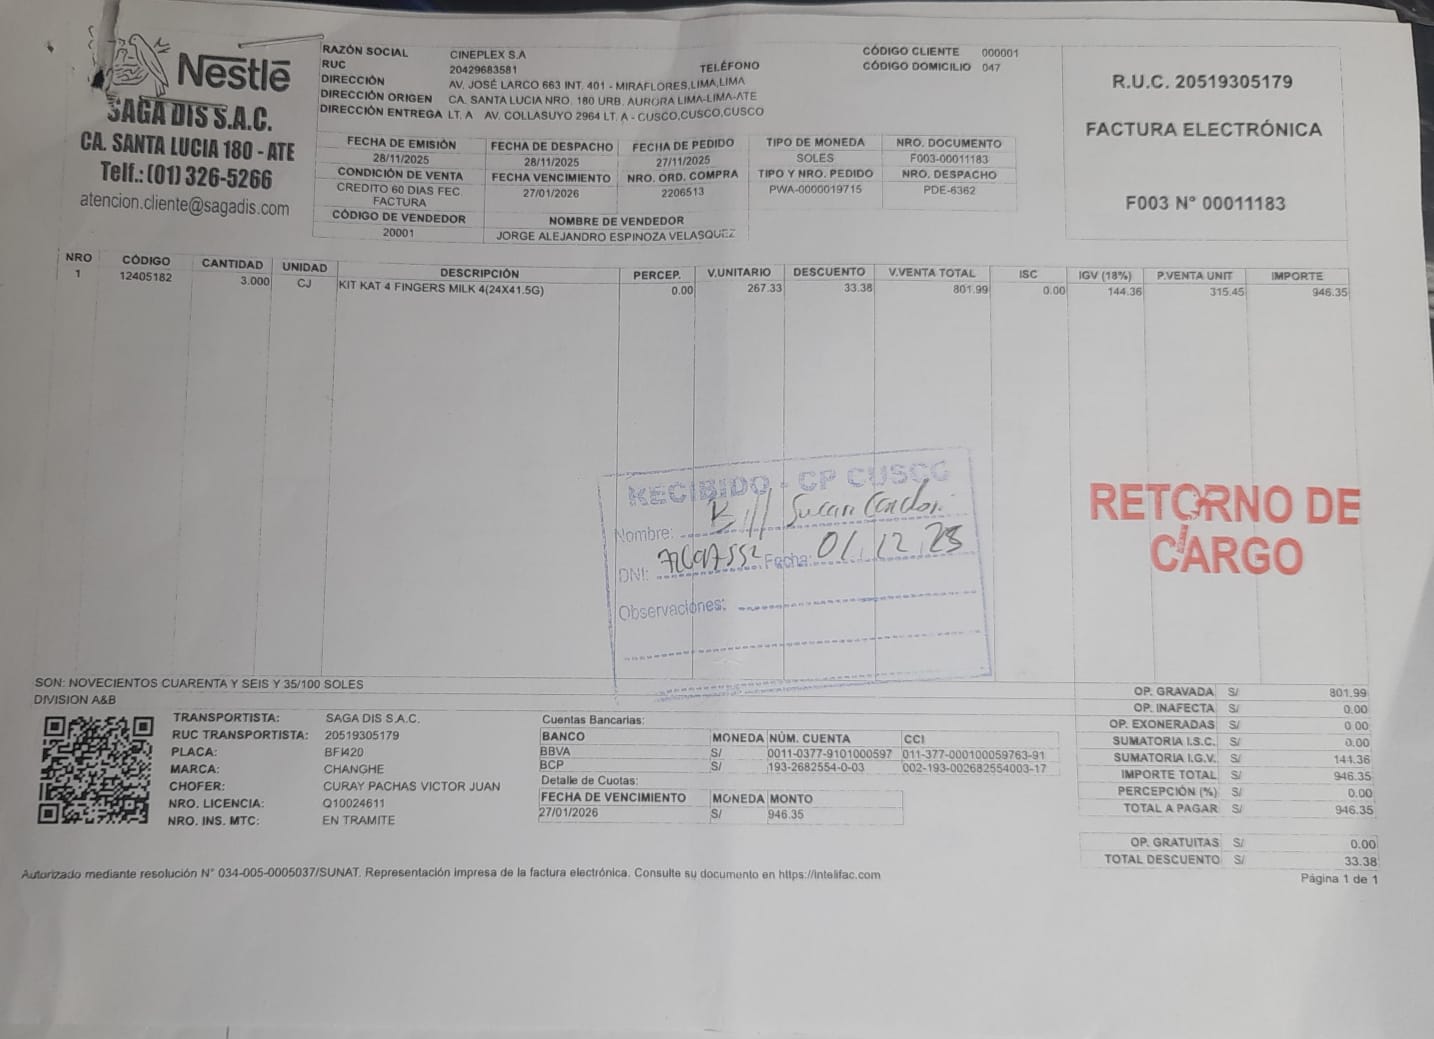 Nestlé
SAGA DIS S.A.C.
CA. SANTA LUCIA 180 - ATE
Telf.: (01) 326-5266
atencion.cliente@sagadis.com
RAZÓN SOCIAL CINEPLEX S.A
RUC 20429683581 TELÉFONO
DIRECCIÓN AV. JOSÉ LARCO 663 INT. 401 - MIRAFLORES,LIMA,LIMA
DIRECCIÓN ORIGEN CA. SANTA LUCIA NRO. 180 URB. AURORA LIMA-LIMA-ATE
DIRECCIÓN ENTREGA LT. A AV. COLLASUYO 2964 LT. A - CUSCO,CUSCO,CUSCO
CÓDIGO CLIENTE 000001
CÓDIGO DOMICILIO 047
R.U.C. 20519305179
FACTURA ELECTRÓNICA
F003 N° 00011183
FECHA DE EMISIÓN FECHA DE DESPACHO FECHA DE PEDIDO TIPO DE MONEDA NRO. DOCUMENTO
28/11/2025 28/11/2025 27/11/2025 SOLES F003-00011183
CONDICIÓN DE VENTA FECHA VENCIMIENTO NRO. ORD. COMPRA TIPO Y NRO. PEDIDO NRO. DESPACHO
CREDITO 60 DIAS FEC. FACTURA 27/01/2026 2206513 PWA-0000019715 PDE-6362
CÓDIGO DE VENDEDOR NOMBRE DE VENDEDOR
20001 JORGE ALEJANDRO ESPINOZA VELASQUEZ
NRO CÓDIGO CANTIDAD UNIDAD DESCRIPCIÓN PERCEP. V.UNITARIO DESCUENTO V.VENTA TOTAL ISC IGV (18%) P.VENTA UNIT IMPORTE
1 12405182 3.000 CJ KIT KAT 4 FINGERS MILK 4(24X41.5G) 0.00 267.33 33.38 801.99 0.00 144.36 315.45 946.35
RECIBIDO - CP CUSCO
Nombre: Bill
DNI: Fecha: 01.12.25
Observaciones:
RETORNO DE
CARGO
SON: NOVECIENTOS CUARENTA Y SEIS Y 35/100 SOLES
DIVISION A&B
TRANSPORTISTA: SAGA DIS S.A.C.
RUC TRANSPORTISTA: 20519305179
PLACA: BFI420
MARCA: CHANGHE
CHOFER: CURAY PACHAS VICTOR JUAN
NRO. LICENCIA: Q10024611
NRO. INS. MTC: EN TRAMITE
Cuentas Bancarias:
BANCO MONEDA NÚM. CUENTA CCI
BBVA S/ 0011-0377-9101000597 011-377-000100059763-91
BCP S/ 193-2682554-0-03 002-193-002682554003-17
Detalle de Cuotas:
FECHA DE VENCIMIENTO MONEDA MONTO
27/01/2026 S/ 946.35
OP. GRAVADA S/ 801.99
OP. INAFECTA S/ 0.00
OP. EXONERADAS S/ 0.00
SUMATORIA I.S.C. S/ 0.00
SUMATORIA I.G.V. S/ 144.36
IMPORTE TOTAL S/ 946.35
PERCEPCIÓN (%) S/ 0.00
TOTAL A PAGAR S/ 946.35
OP. GRATUITAS S/ 0.00
TOTAL DESCUENTO S/ 33.38
Autorizado mediante resolución N° 034-005-0005037/SUNAT. Representación impresa de la factura electrónica. Consulte su documento en https://intelifac.com
Página 1 de 1